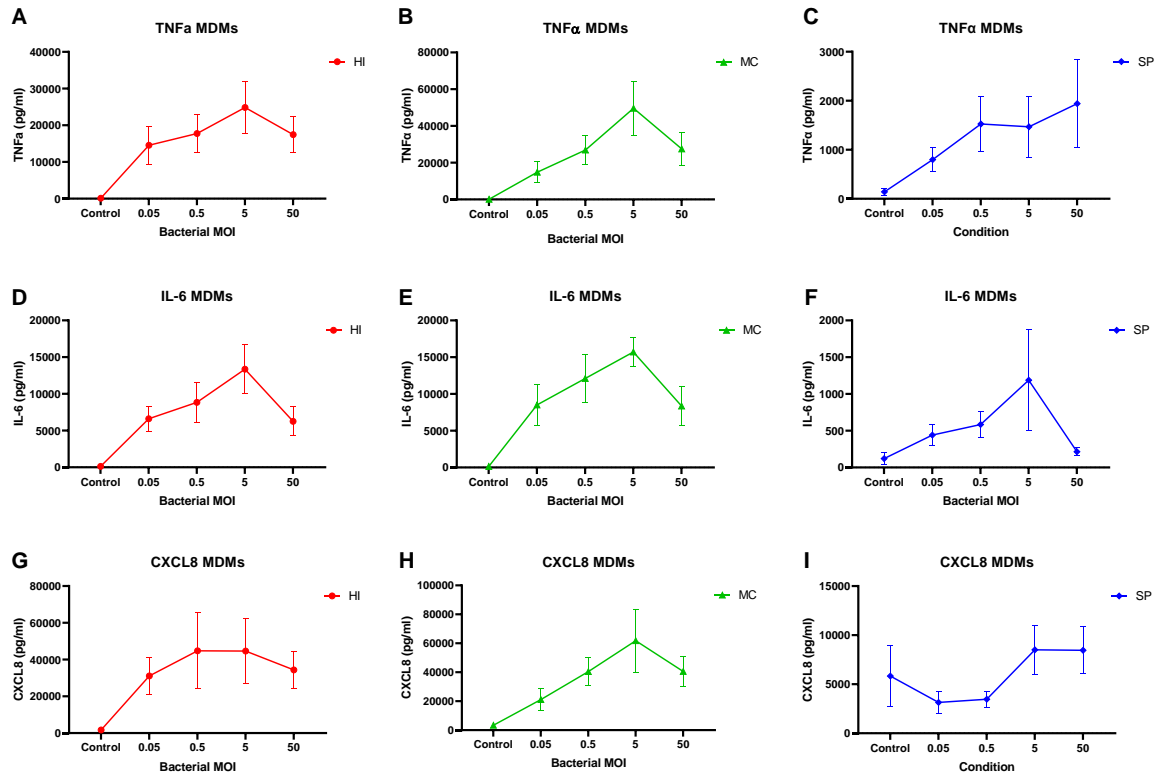 A
TNFa MDMs
40000
30000
20000
10000
0
TNFa (pg/ml)
Control
0.05
0.5
5
50
Bacterial MOI
HI
B
TNFα MDMs
80000
60000
40000
20000
0
TNFα (pg/ml)
Control
0.05
0.5
5
50
Bacterial MOI
MC
C
TNFα MDMs
3000
2000
1000
0
TNFα (pg/ml)
Control
0.05
0.5
5
50
Condition
SP
D
IL-6 MDMs
20000
15000
10000
5000
0
IL-6 (pg/ml)
Control
0.05
0.5
5
50
Bacterial MOI
HI
E
IL-6 MDMs
20000
15000
10000
5000
0
IL-6 (pg/ml)
Control
0.05
0.5
5
50
Bacterial MOI
MC
F
IL-6 MDMs
20000
15000
10000
5000
0
IL-6 (pg/ml)
Control
0.05
0.5
5
50
Bacterial MOI
SP
G
CXCL8 MDMs
80000
60000
40000
20000
0
CXCL8 (pg/ml)
Control
0.05
0.5
5
50
Bacterial MOI
HI
H
CXCL8 MDMs
100000
80000
60000
40000
20000
0
CXCL8 (pg/ml)
Control
0.05
0.5
5
50
Bacterial MOI
MC
I
CXCL8 MDMs
15000
10000
5000
0
CXCL8 (pg/ml)
Control
0.05
0.5
5
50
Condition
SP